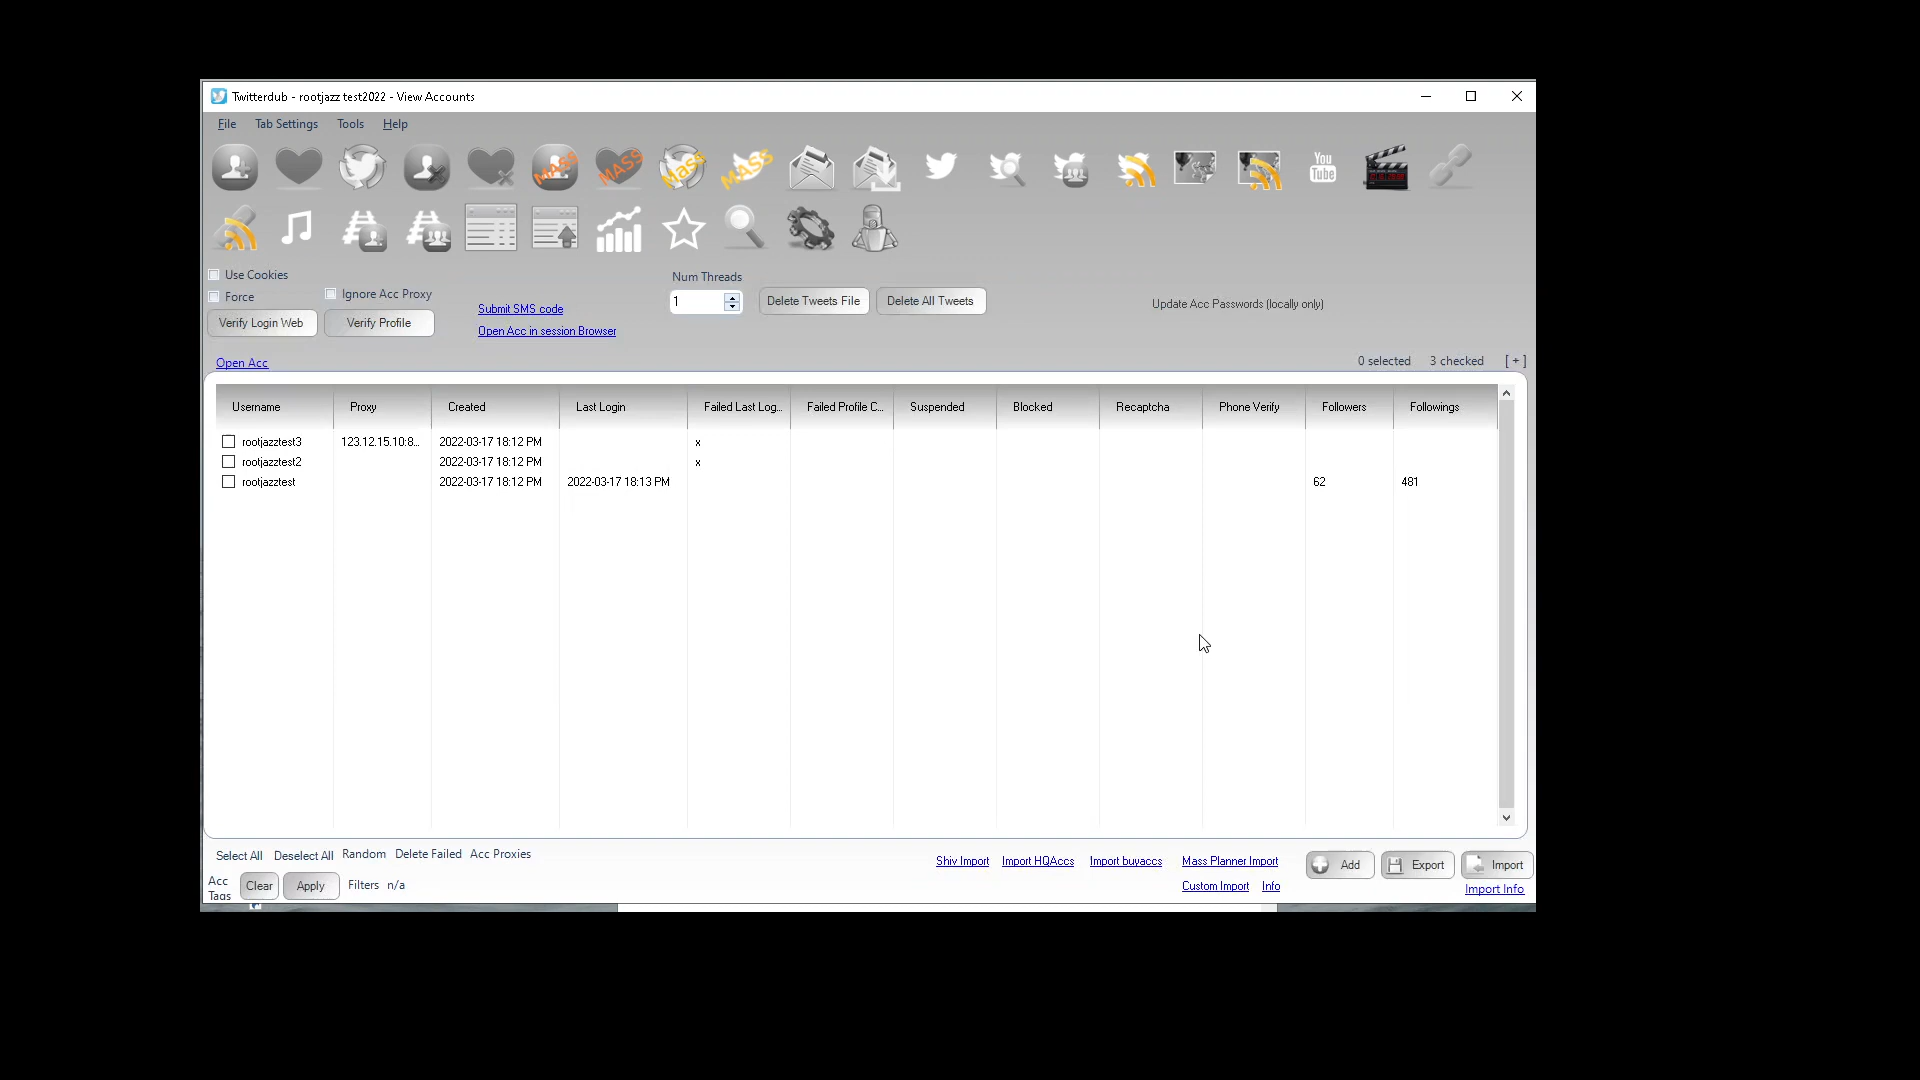 Twitterdub - rootjazz test2022 - View Accounts
File Tab Settings Tools Help
MASS MASS MASS MASS You Tube
Use Cookies
Force
Ignore Acc Proxy
Verify Login Web Verify Profile
Submit SMS code
Open Acc in session Browser
Num Threads
1
Delete Tweets File Delete All Tweets
Update Acc Passwords (locally only)
Open Acc 0 selected 3 checked [ + ]
Username Proxy Created Last Login Failed Last Log... Failed Profile C... Suspended Blocked Recaptcha Phone Verify Followers Followings
rootjazztest3 123.12.15.10:8... 2022-03-17 18:12 PM x
rootjazztest2 2022-03-17 18:12 PM x
rootjazztest 2022-03-17 18:12 PM 2022-03-17 18:13 PM 62 481
Select All Deselect All Random Delete Failed Acc Proxies
Shiv Import Import HQAccs Import buyaccs Mass Planner Import
Add Export Import
Acc Tags Clear Apply Filters n/a
Custom Import Info Import Info